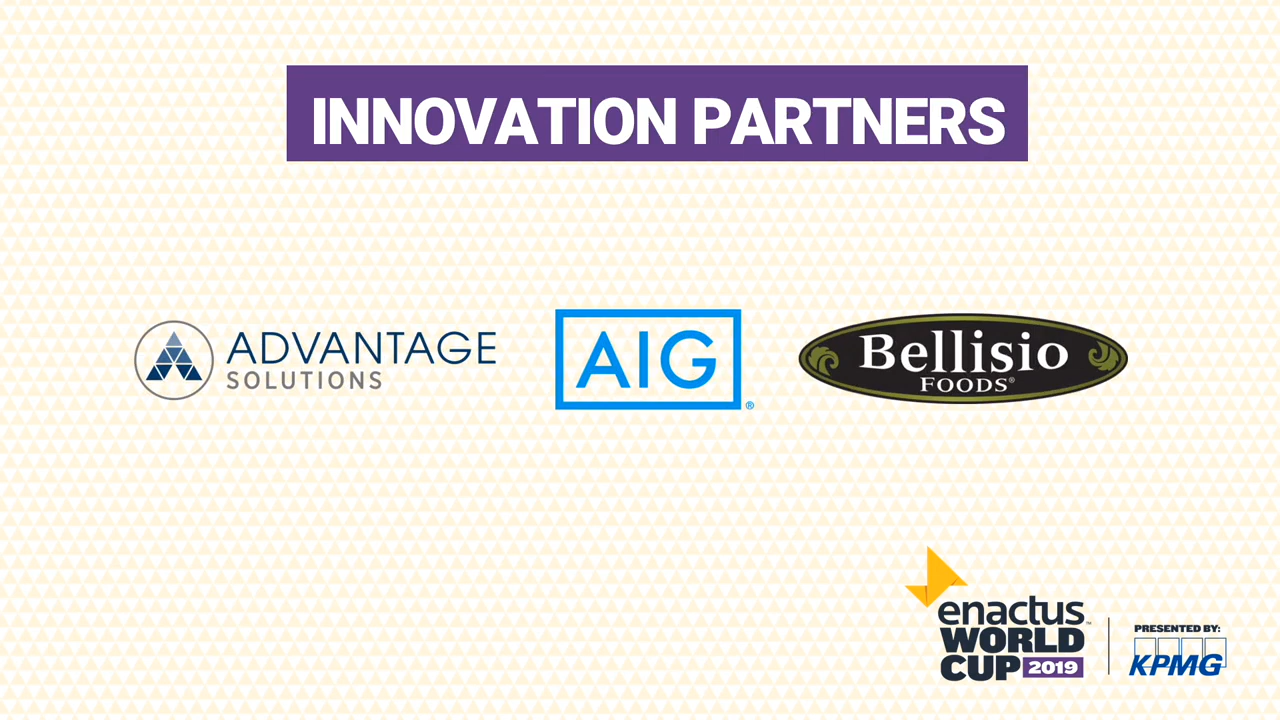 INNOVATION PARTNERS
ADVANTAGE
SOLUTIONS
AIG
®
Bellisio
FOODS®
enactus™
WORLD
CUP 2019
PRESENTED BY:
KPMG